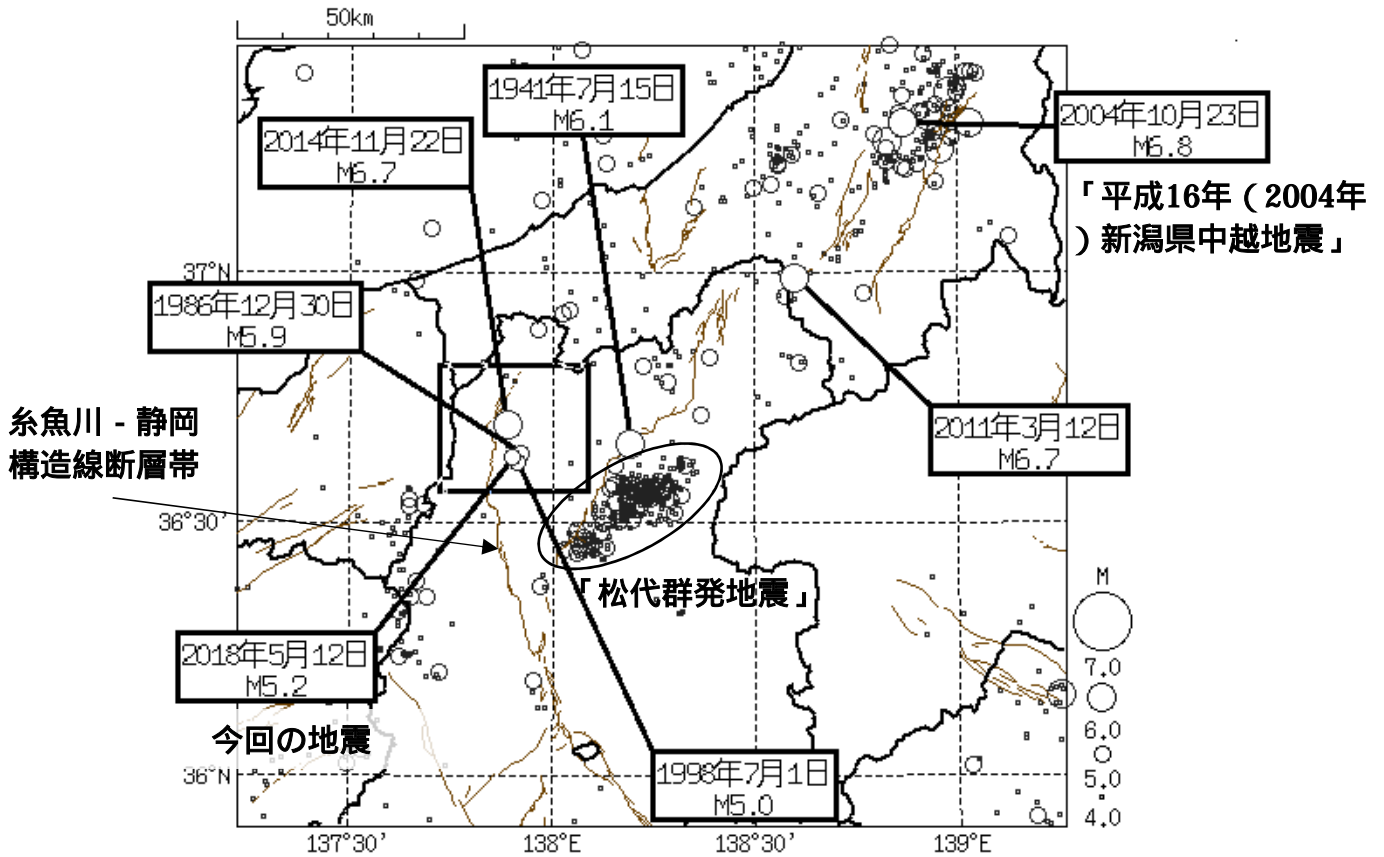 50km
1941年7月15日
M6.1
2014年11月22日
M6.7
2004年10月23日
M6.8
「平成16年（2004年
）新潟県中越地震」
37°N
1986年12月30日
M5.9
糸魚川‐静岡
構造線断層帯
2011年3月12日
M6.7
36°30'
「松代群発地震」
2018年5月12日
M5.2
今回の地震
1998年7月1日
M5.0
36°N
M
7.0
6.0
5.0
4.0
137°30'
138°E
138°30'
139°E